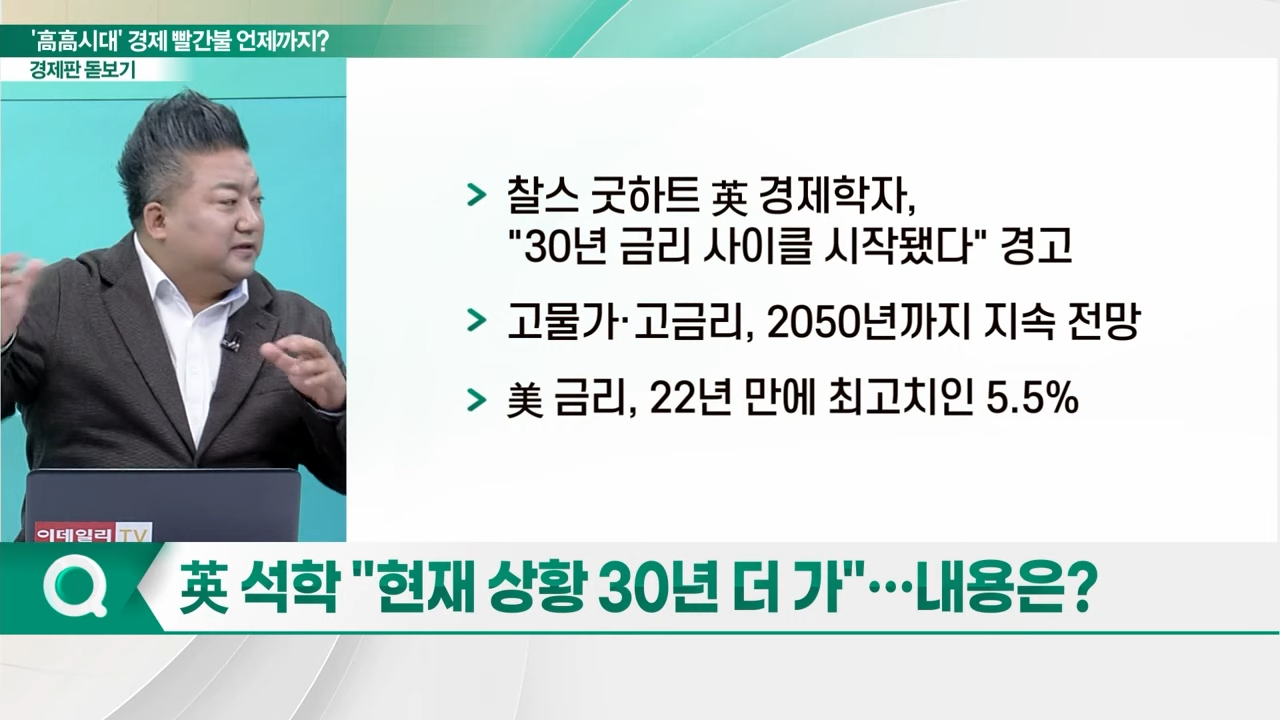 '高高시대' 경제 빨간불 언제까지?
경제판 돋보기
> 찰스 굿하트 英 경제학자,
"30년 금리 사이클 시작됐다" 경고
> 고물가·고금리, 2050년까지 지속 전망
> 美 금리, 22년 만에 최고치인 5.5%
이데일리 TV
英 석학 "현재 상황 30년 더 가"…내용은?